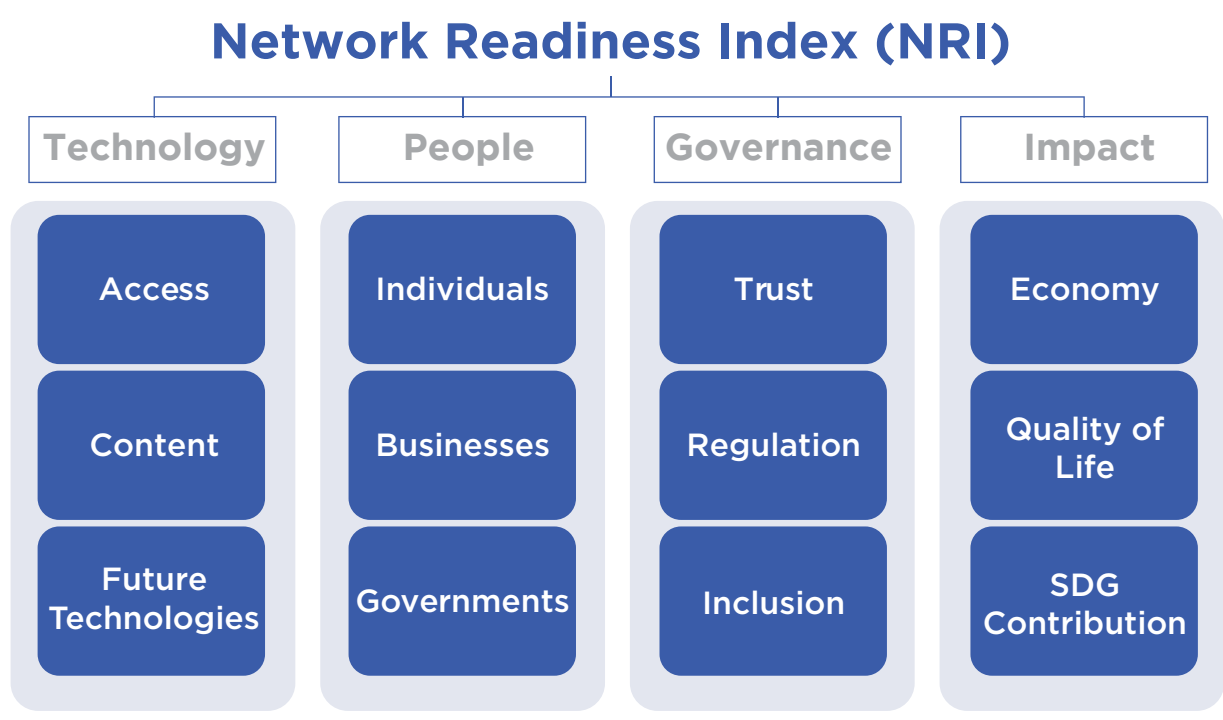 Network Readiness Index (NRI)
Technology
People
Governance
Impact
Access
Individuals
Trust
Economy
Content
Businesses
Regulation
Quality of
Life
Future
Technologies
Governments
Inclusion
SDG
Contribution